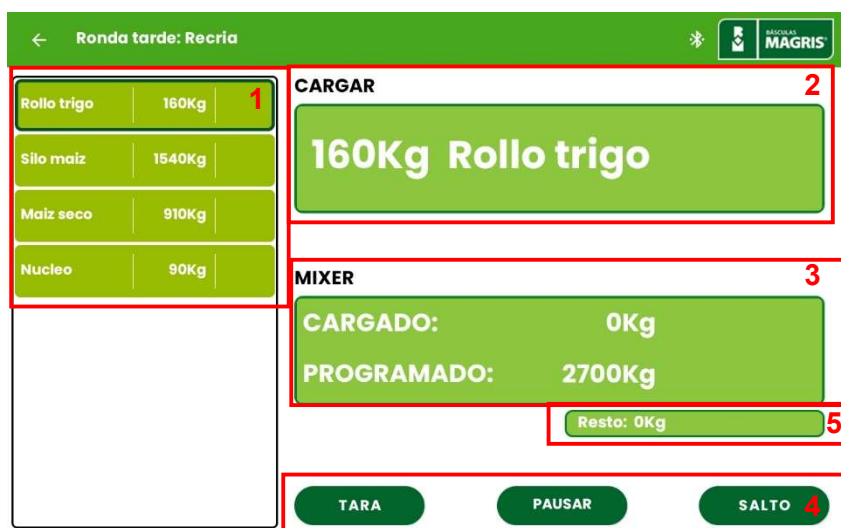 Ronda tarde: Recria
BÁSCULAS
MAGRIS
1
Rollo trigo 160Kg
Silo maiz 1540Kg
Maiz seco 910Kg
Nucleo 90Kg
CARGAR 2
160Kg Rollo trigo
MIXER 3
CARGADO: 0Kg
PROGRAMADO: 2700Kg
Resto: 0Kg 5
TARA PAUSAR SALTO 4